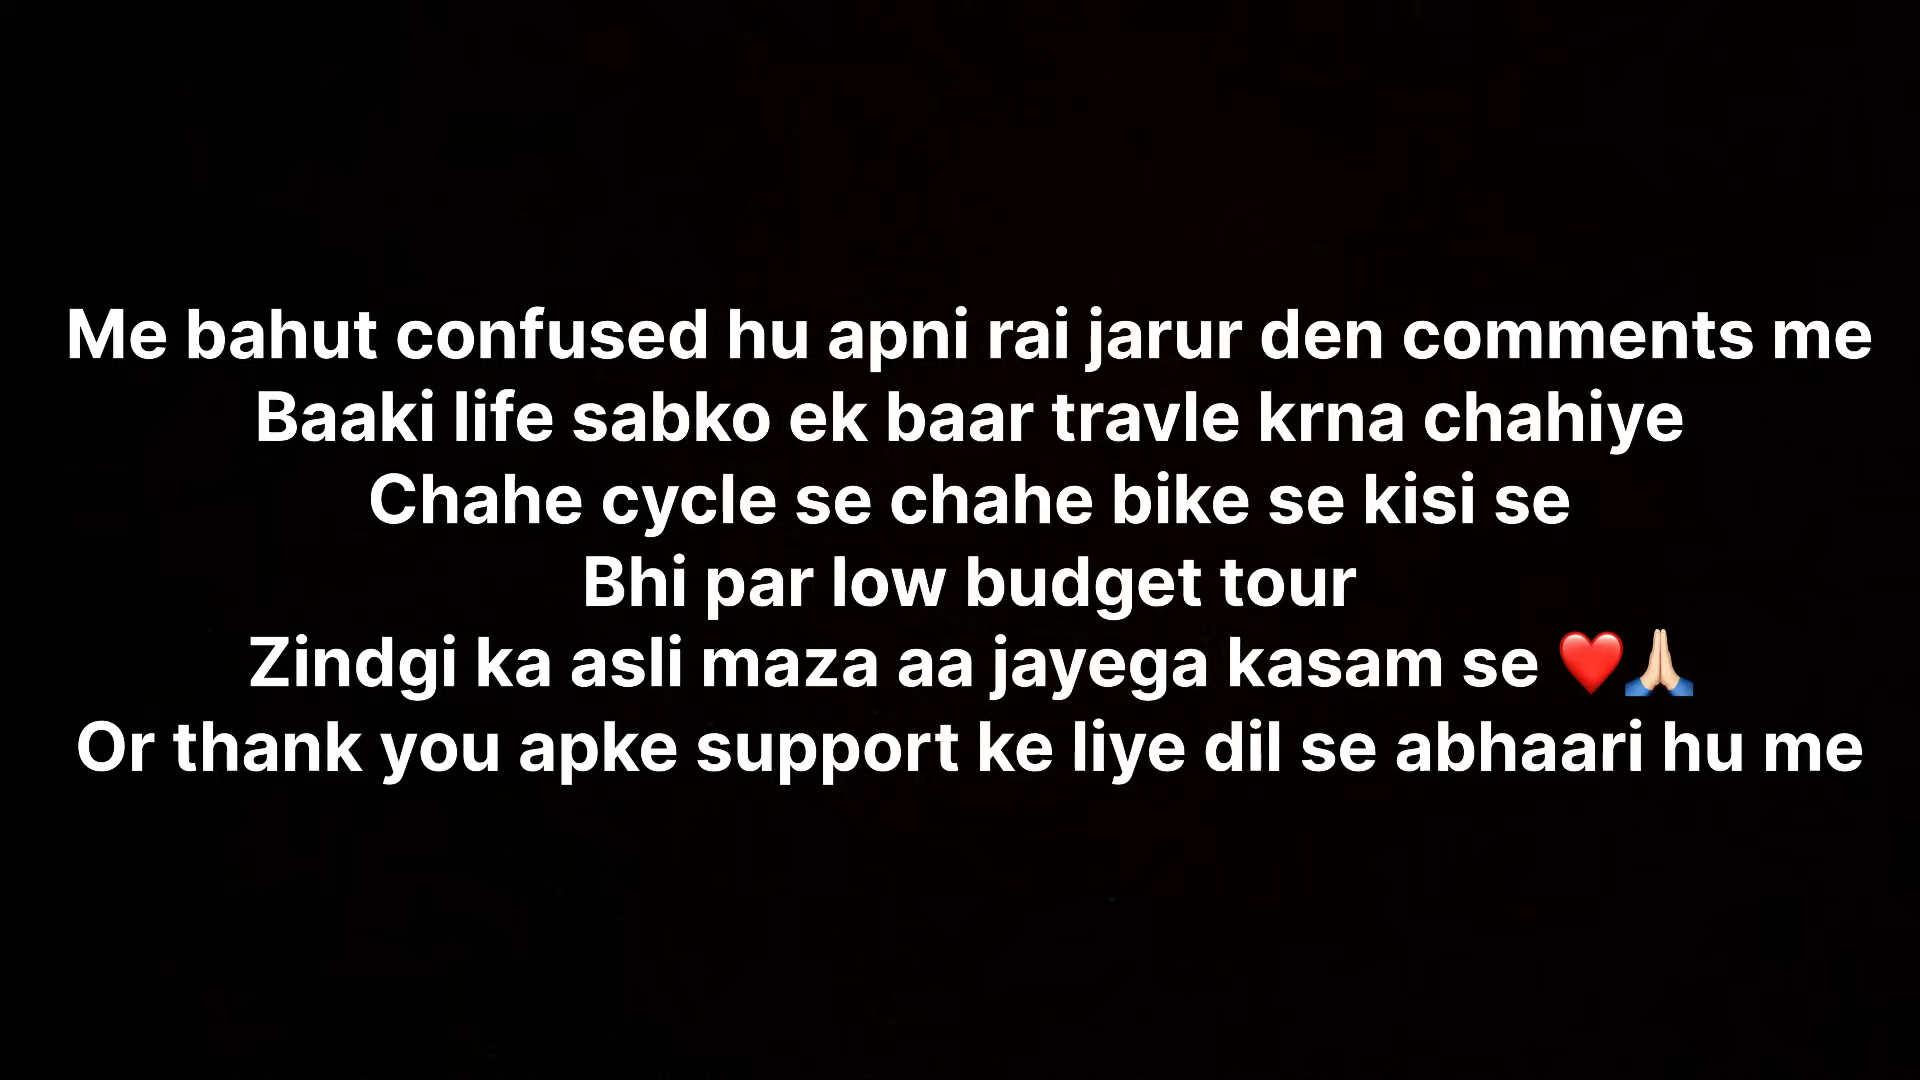 Me bahut confused hu apni rai jarur den comments me
Baaki life sabko ek baar travle krna chahiye
Chahe cycle se chahe bike se kisi se
Bhi par low budget tour
Zindgi ka asli maza aa jayega kasam se ❤️🙏🏻
Or thank you apke support ke liye dil se abhaari hu me